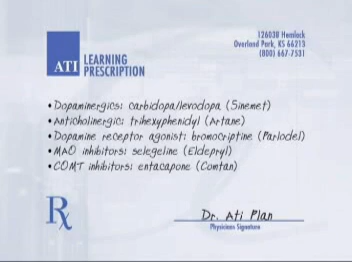 ATI
LEARNING
PRESCRIPTION
126038 Hemlock
Overland Park, KS 66213
(800) 667-7531
• Dopaminergics: carbidopa/levodopa (Sinemet)
• Anticholinergic: trihexyphenidyl (Artane)
• Dopamine receptor agonist: bromocriptine (Parlodel)
• MAO inhibitors: selegeline (Eldepryl)
• COMT inhibitors: entacapone (Comtan)
Rx
Dr. Ati Plan
Physicians Signature